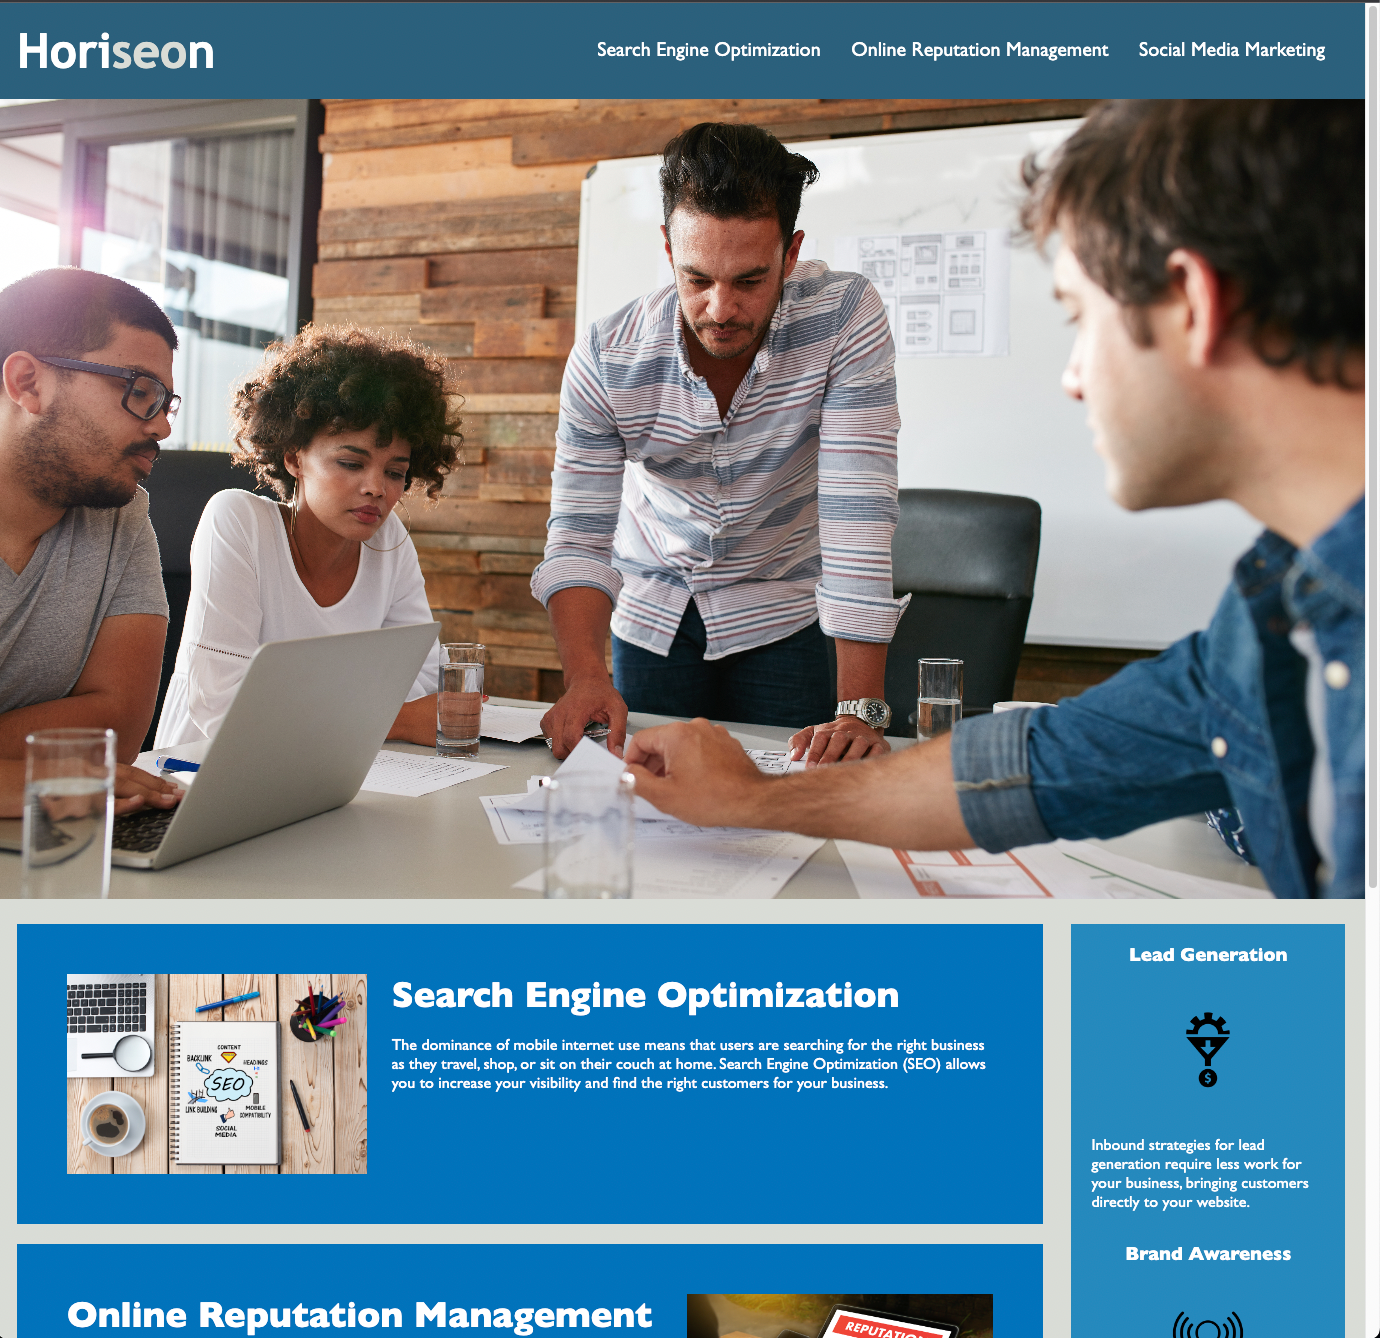 Horiseon
Search Engine Optimization
Online Reputation Management
Social Media Marketing
CONTENT
BACKLINK
HEADINGS
SEO
LINK BUILDING
MOBILE
COMPATIBILITY
SOCIAL
MEDIA
Search Engine Optimization
The dominance of mobile internet use means that users are searching for the right business
as they travel, shop, or sit on their couch at home. Search Engine Optimization (SEO) allows
you to increase your visibility and find the right customers for your business.
Lead Generation
$
Inbound strategies for lead
generation require less work for
your business, bringing customers
directly to your website.
Brand Awareness
Online Reputation Management
REPUTATION